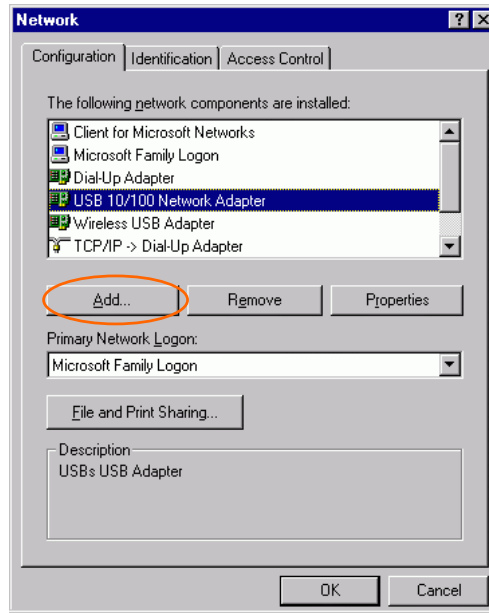 Network
Configuration Identification Access Control
The following network components are installed:
Client for Microsoft Networks
Microsoft Family Logon
Dial-Up Adapter
USB 10/100 Network Adapter
Wireless USB Adapter
TCP/IP -> Dial-Up Adapter
Add... Remove Properties
Primary Network Logon:
Microsoft Family Logon
File and Print Sharing...
Description
USBs USB Adapter
OK Cancel